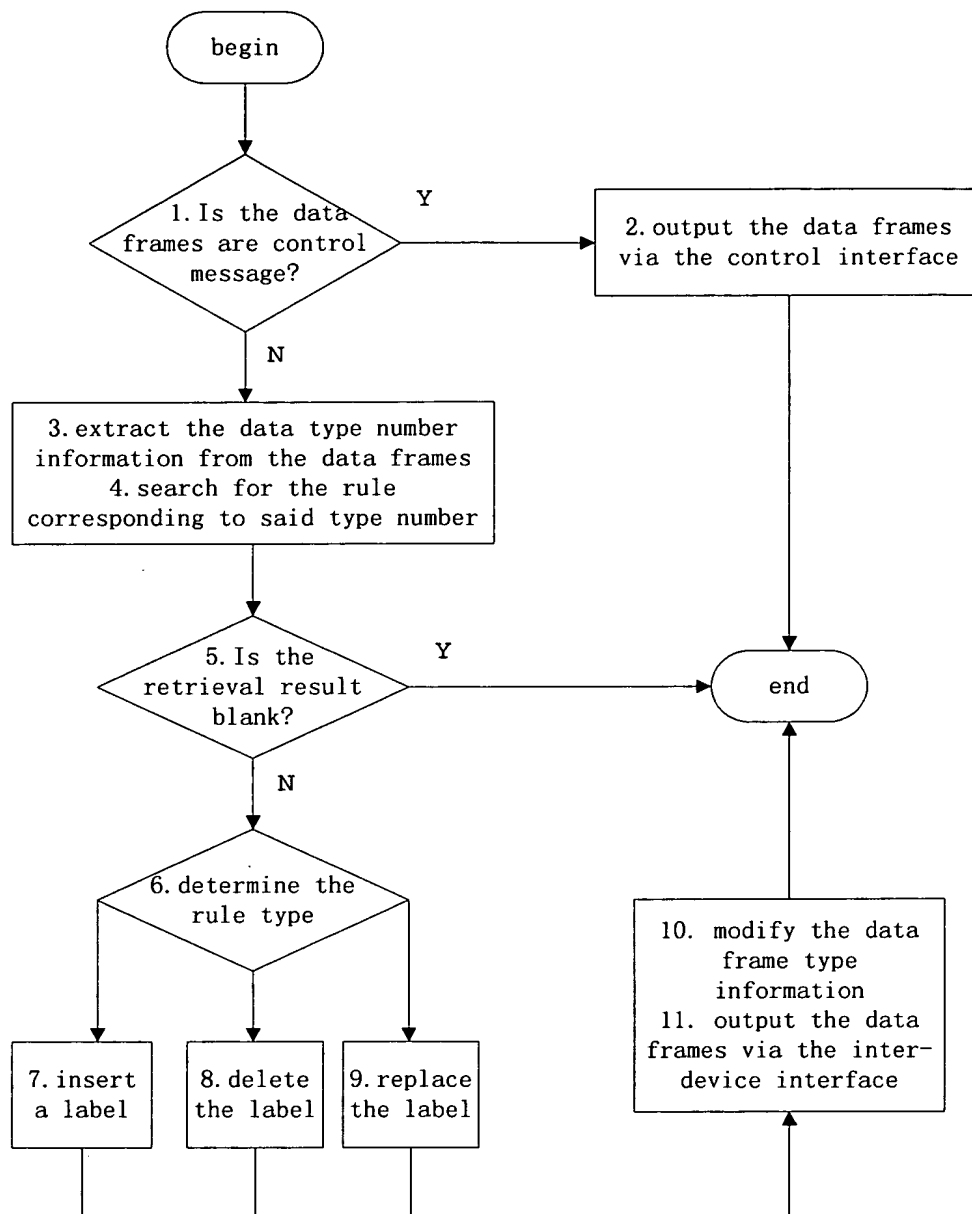 begin
1. Is the data
frames are control
message?
Y
2. output the data frames
via the control interface
N
3. extract the data type number
information from the data frames
4. search for the rule
corresponding to said type number
5. Is the
retrieval result
blank?
Y
end
N
6. determine the
rule type
7. insert
a label
8. delete
the label
9. replace
the label
10. modify the data
frame type
information
11. output the data
frames via the inter-
device interface